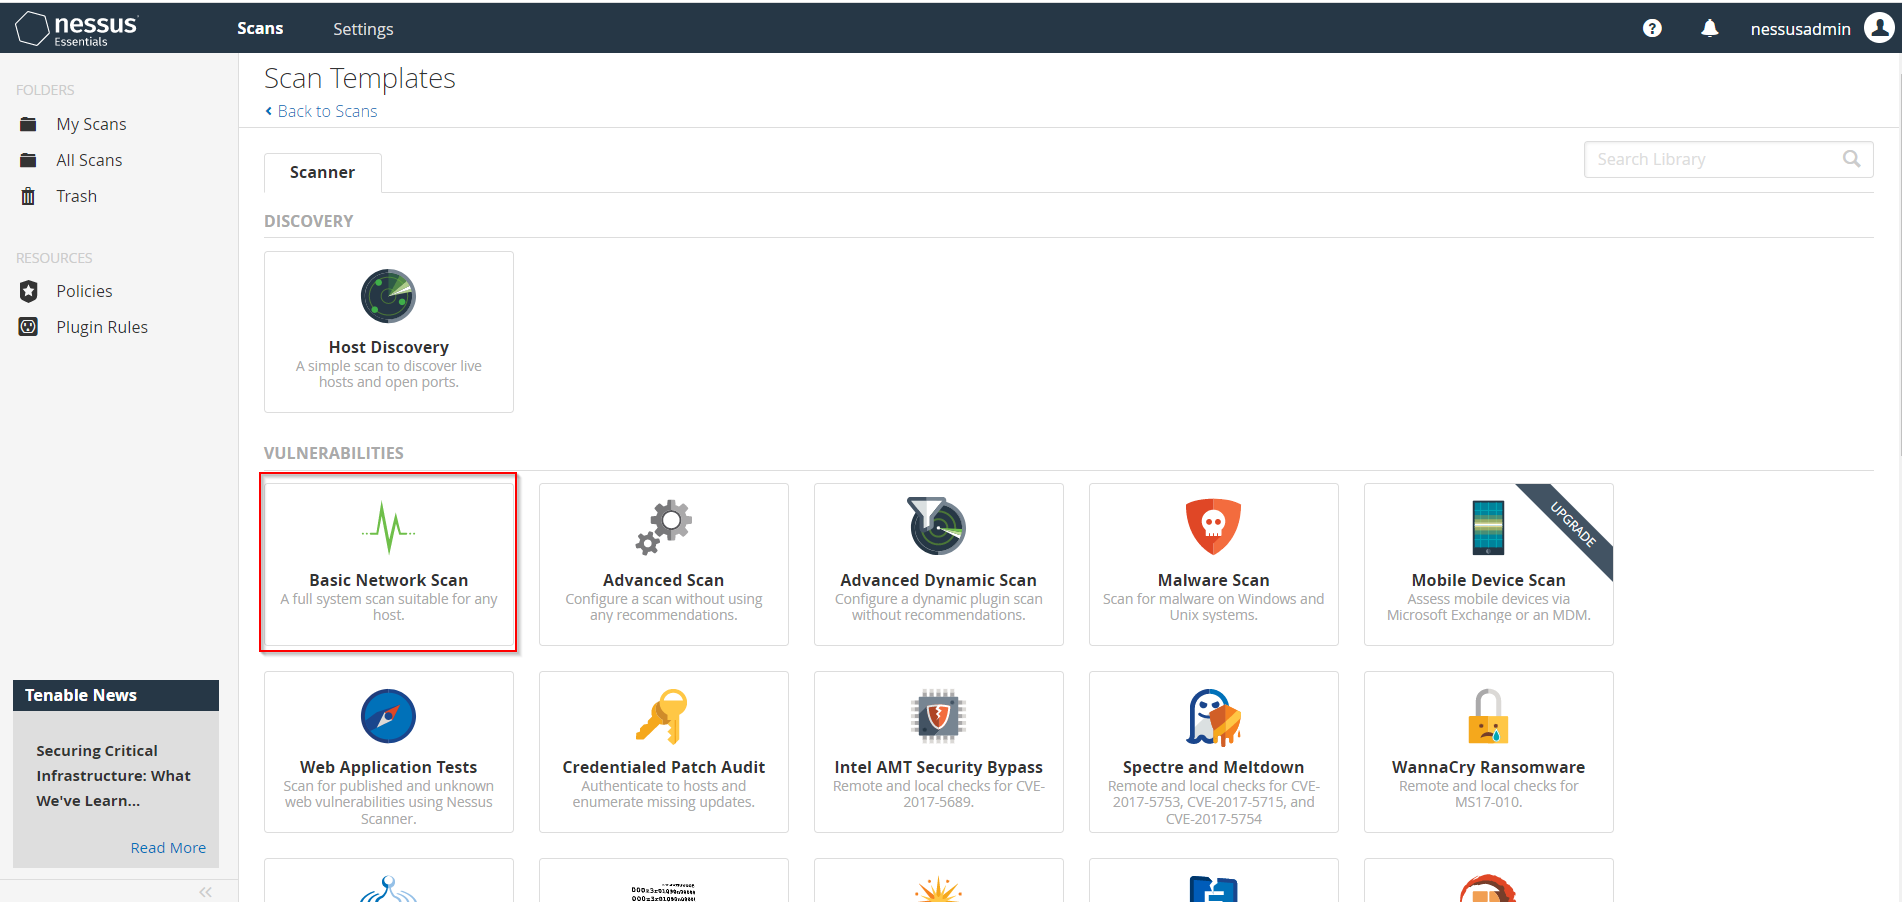 nessus
Essentials
Scans
Settings
nessusadmin
FOLDERS
My Scans
All Scans
Trash
RESOURCES
Policies
Plugin Rules
Tenable News
Securing Critical
Infrastructure: What
We've Learn...
Read More
Scan Templates
Back to Scans
Scanner
Search Library
DISCOVERY
Host Discovery
A simple scan to discover live
hosts and open ports.
VULNERABILITIES
Basic Network Scan
A full system scan suitable for any
host.
Advanced Scan
Configure a scan without using
any recommendations.
Advanced Dynamic Scan
Configure a dynamic plugin scan
without recommendations.
Malware Scan
Scan for malware on Windows and
Unix systems.
UPGRADE
Mobile Device Scan
Assess mobile devices via
Microsoft Exchange or an MDM.
Web Application Tests
Scan for published and unknown
web vulnerabilities using Nessus
Scanner.
Credentialed Patch Audit
Authenticate to hosts and
enumerate missing updates.
Intel AMT Security Bypass
Remote and local checks for CVE-
2017-5689.
Spectre and Meltdown
Remote and local checks for CVE-
2017-5753, CVE-2017-5715, and
CVE-2017-5754
WannaCry Ransomware
Remote and local checks for
MS17-010.